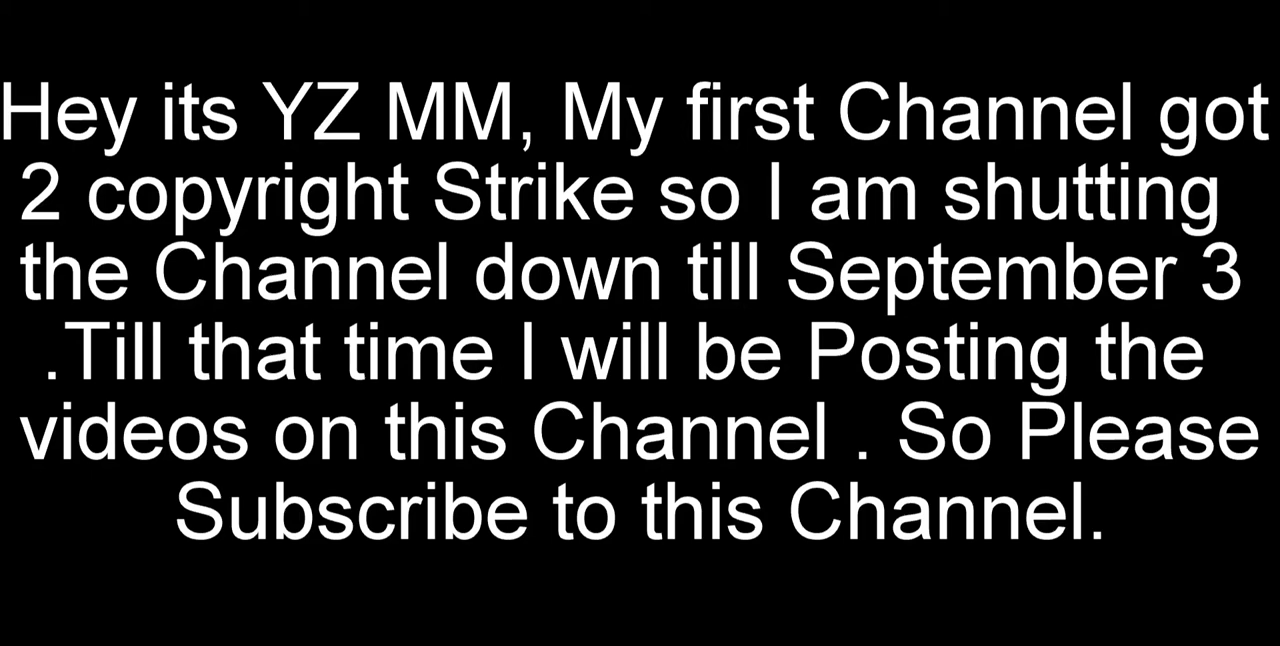 Hey its YZ MM, My first Channel got
2 copyright Strike so I am shutting
the Channel down till September 3
.Till that time I will be Posting the
videos on this Channel . So Please
Subscribe to this Channel.